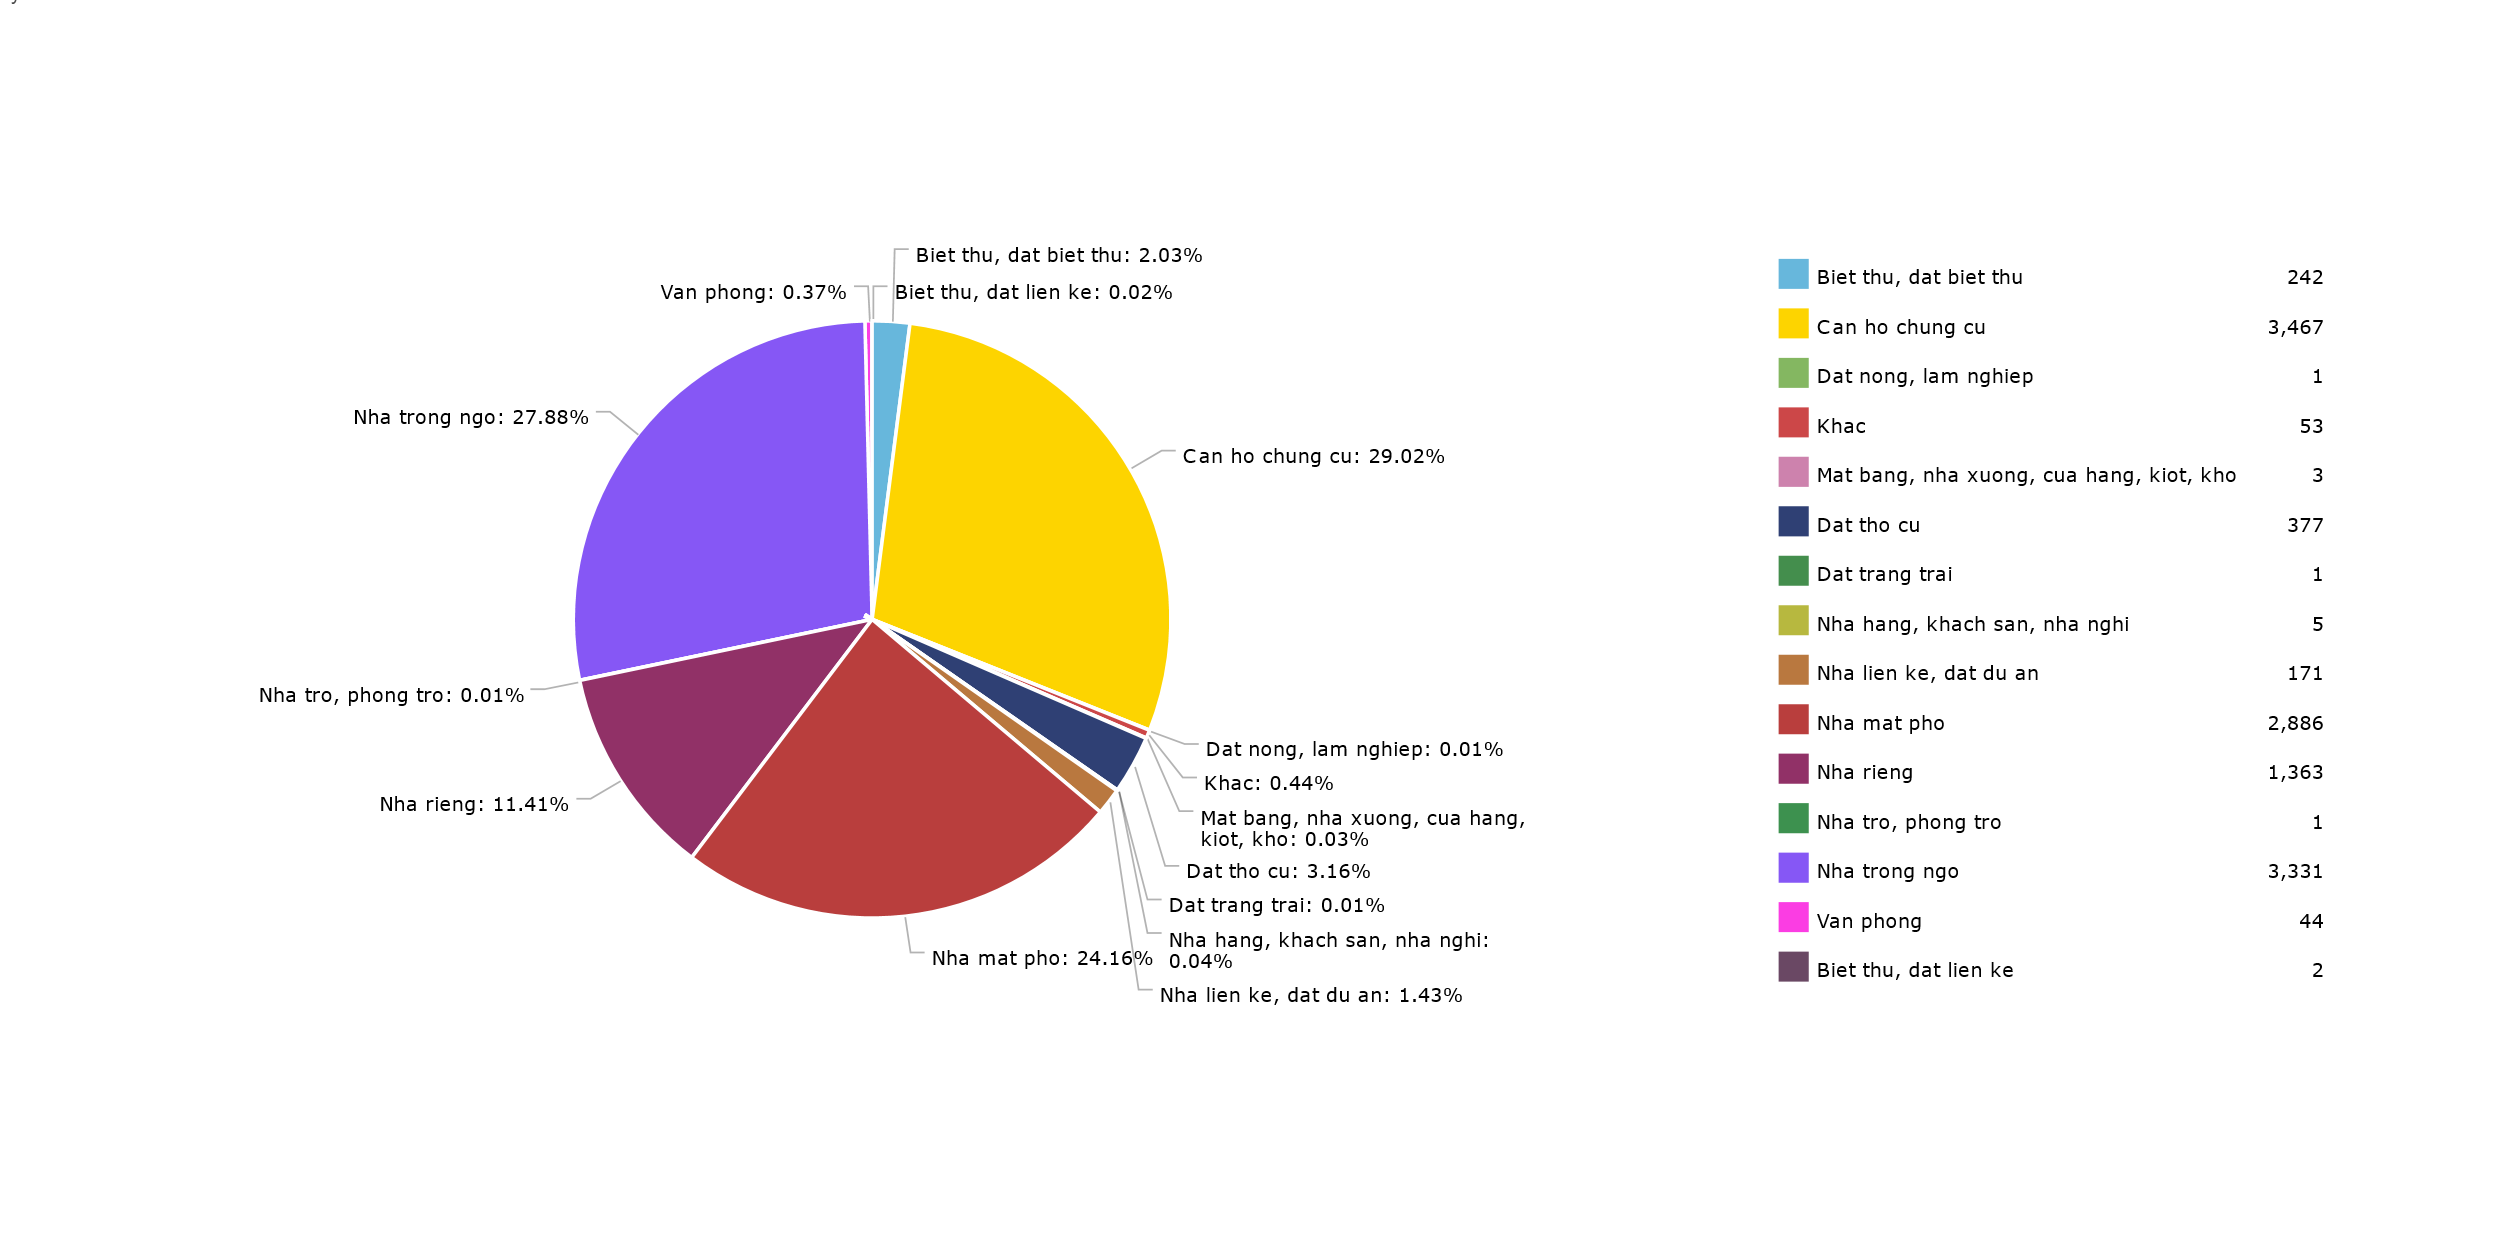 Biet thu, dat biet thu: 2.03%
Van phong: 0.37%
Biet thu, dat lien ke: 0.02%
Nha trong ngo: 27.88%
Can ho chung cu: 29.02%
Nha tro, phong tro: 0.01%
Dat nong, lam nghiep: 0.01%
Khac: 0.44%
Nha rieng: 11.41%
Mat bang, nha xuong, cua hang,
kiot, kho: 0.03%
Dat tho cu: 3.16%
Dat trang trai: 0.01%
Nha hang, khach san, nha nghi:
0.04%
Nha mat pho: 24.16%
Nha lien ke, dat du an: 1.43%
Biet thu, dat biet thu 242
Can ho chung cu 3,467
Dat nong, lam nghiep 1
Khac 53
Mat bang, nha xuong, cua hang, kiot, kho 3
Dat tho cu 377
Dat trang trai 1
Nha hang, khach san, nha nghi 5
Nha lien ke, dat du an 171
Nha mat pho 2,886
Nha rieng 1,363
Nha tro, phong tro 1
Nha trong ngo 3,331
Van phong 44
Biet thu, dat lien ke 2